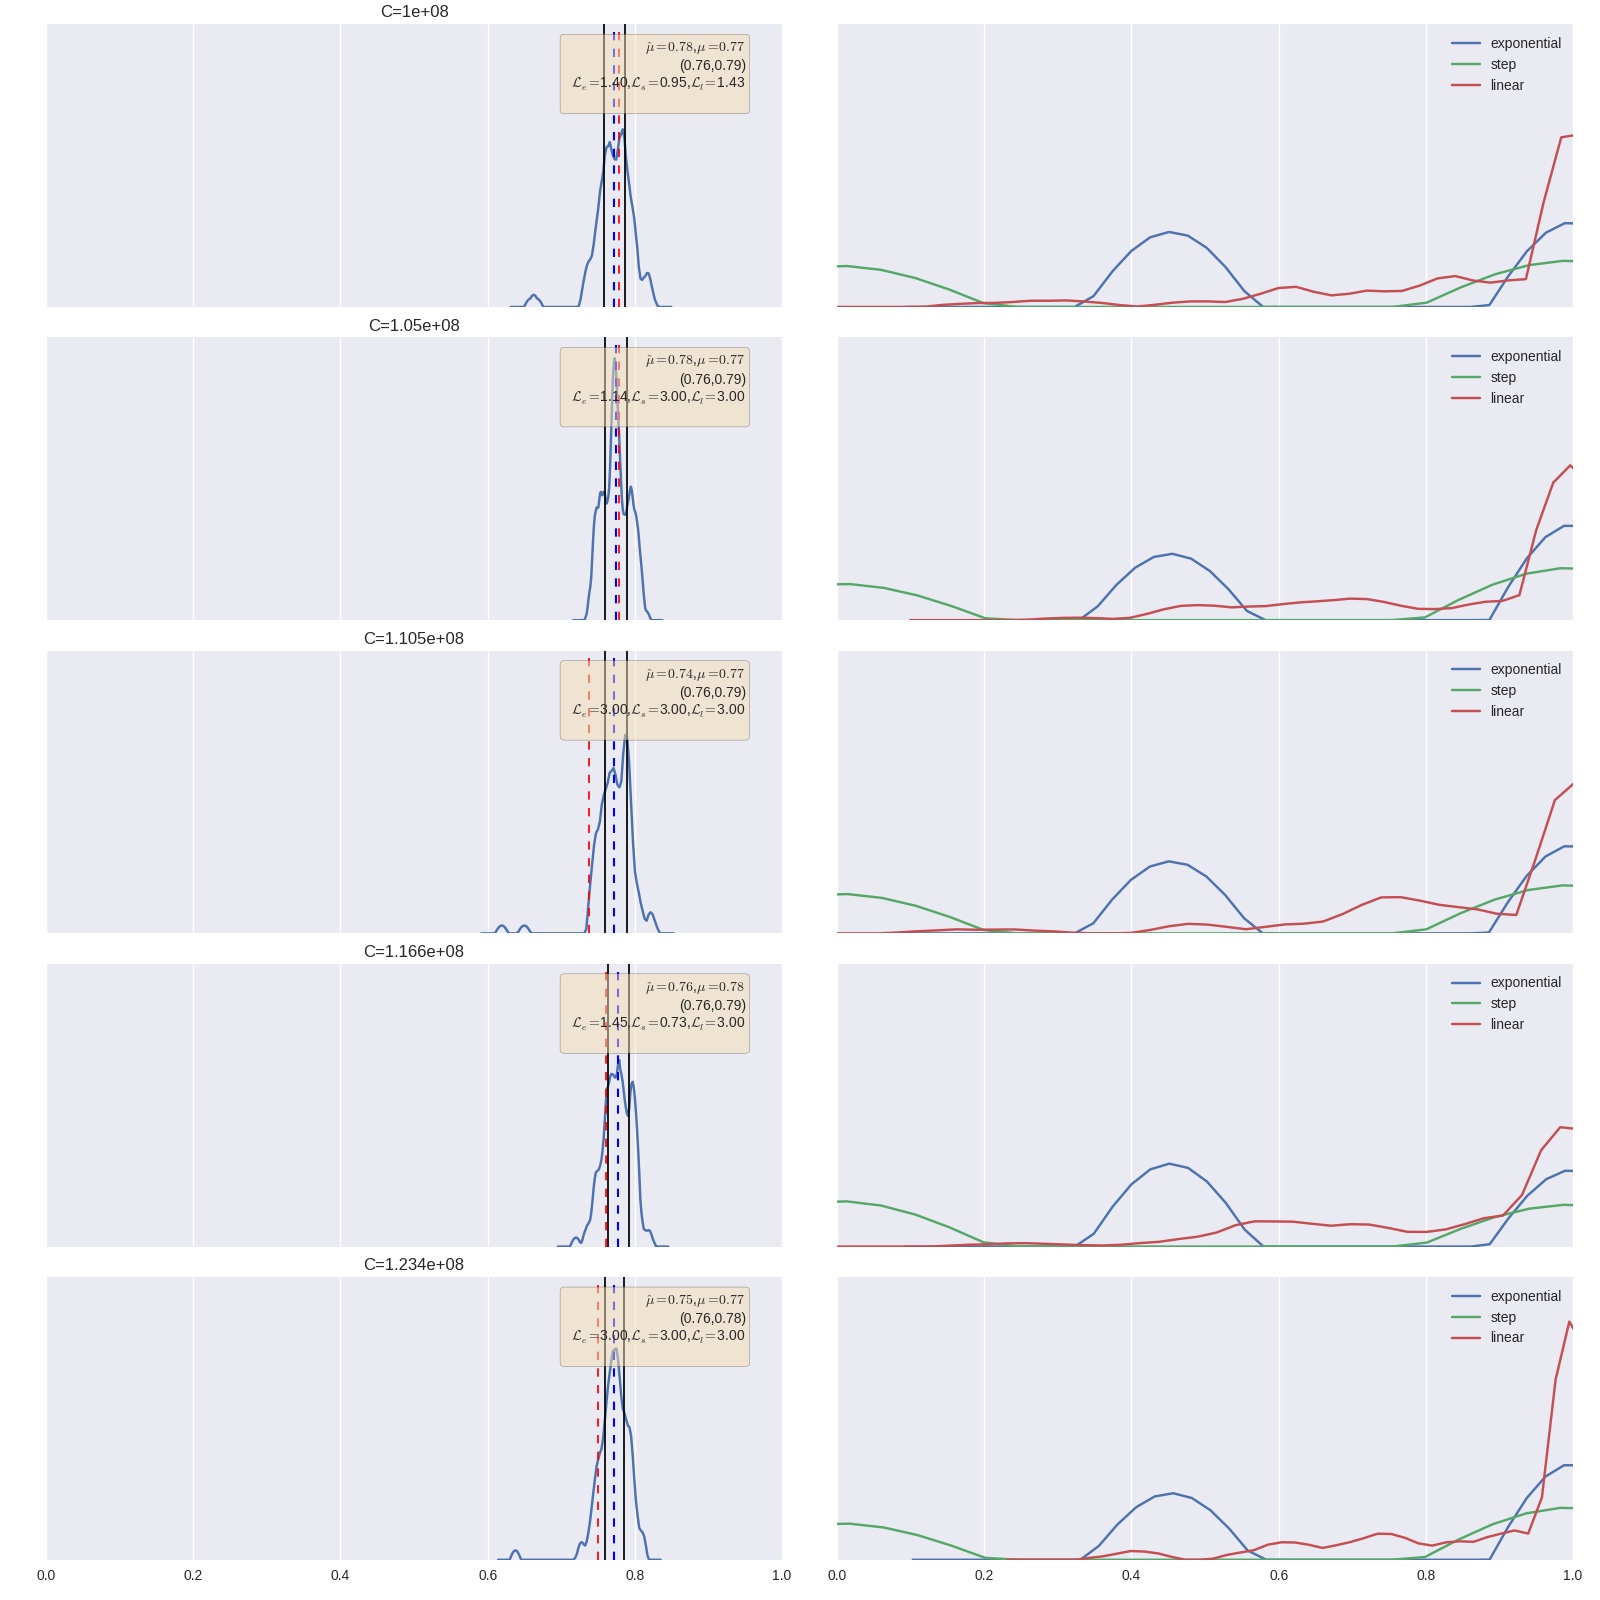 C=1e+08
μ̂=0.78,μ=0.77
(0.76,0.79)
ℒₑ=1.40,ℒₛ=0.95,ℒₗ=1.43
exponential
step
linear
C=1.05e+08
μ̂=0.78,μ=0.77
(0.76,0.79)
ℒₑ=1.14,ℒₛ=3.00,ℒₗ=3.00
exponential
step
linear
C=1.105e+08
μ̂=0.74,μ=0.77
(0.76,0.79)
ℒₑ=3.00,ℒₛ=3.00,ℒₗ=3.00
exponential
step
linear
C=1.166e+08
μ̂=0.76,μ=0.78
(0.76,0.79)
ℒₑ=1.45,ℒₛ=0.73,ℒₗ=3.00
exponential
step
linear
C=1.234e+08
μ̂=0.75,μ=0.77
(0.76,0.78)
ℒₑ=3.00,ℒₛ=3.00,ℒₗ=3.00
exponential
step
linear
0.0 0.2 0.4 0.6 0.8 1.0
0.0 0.2 0.4 0.6 0.8 1.0